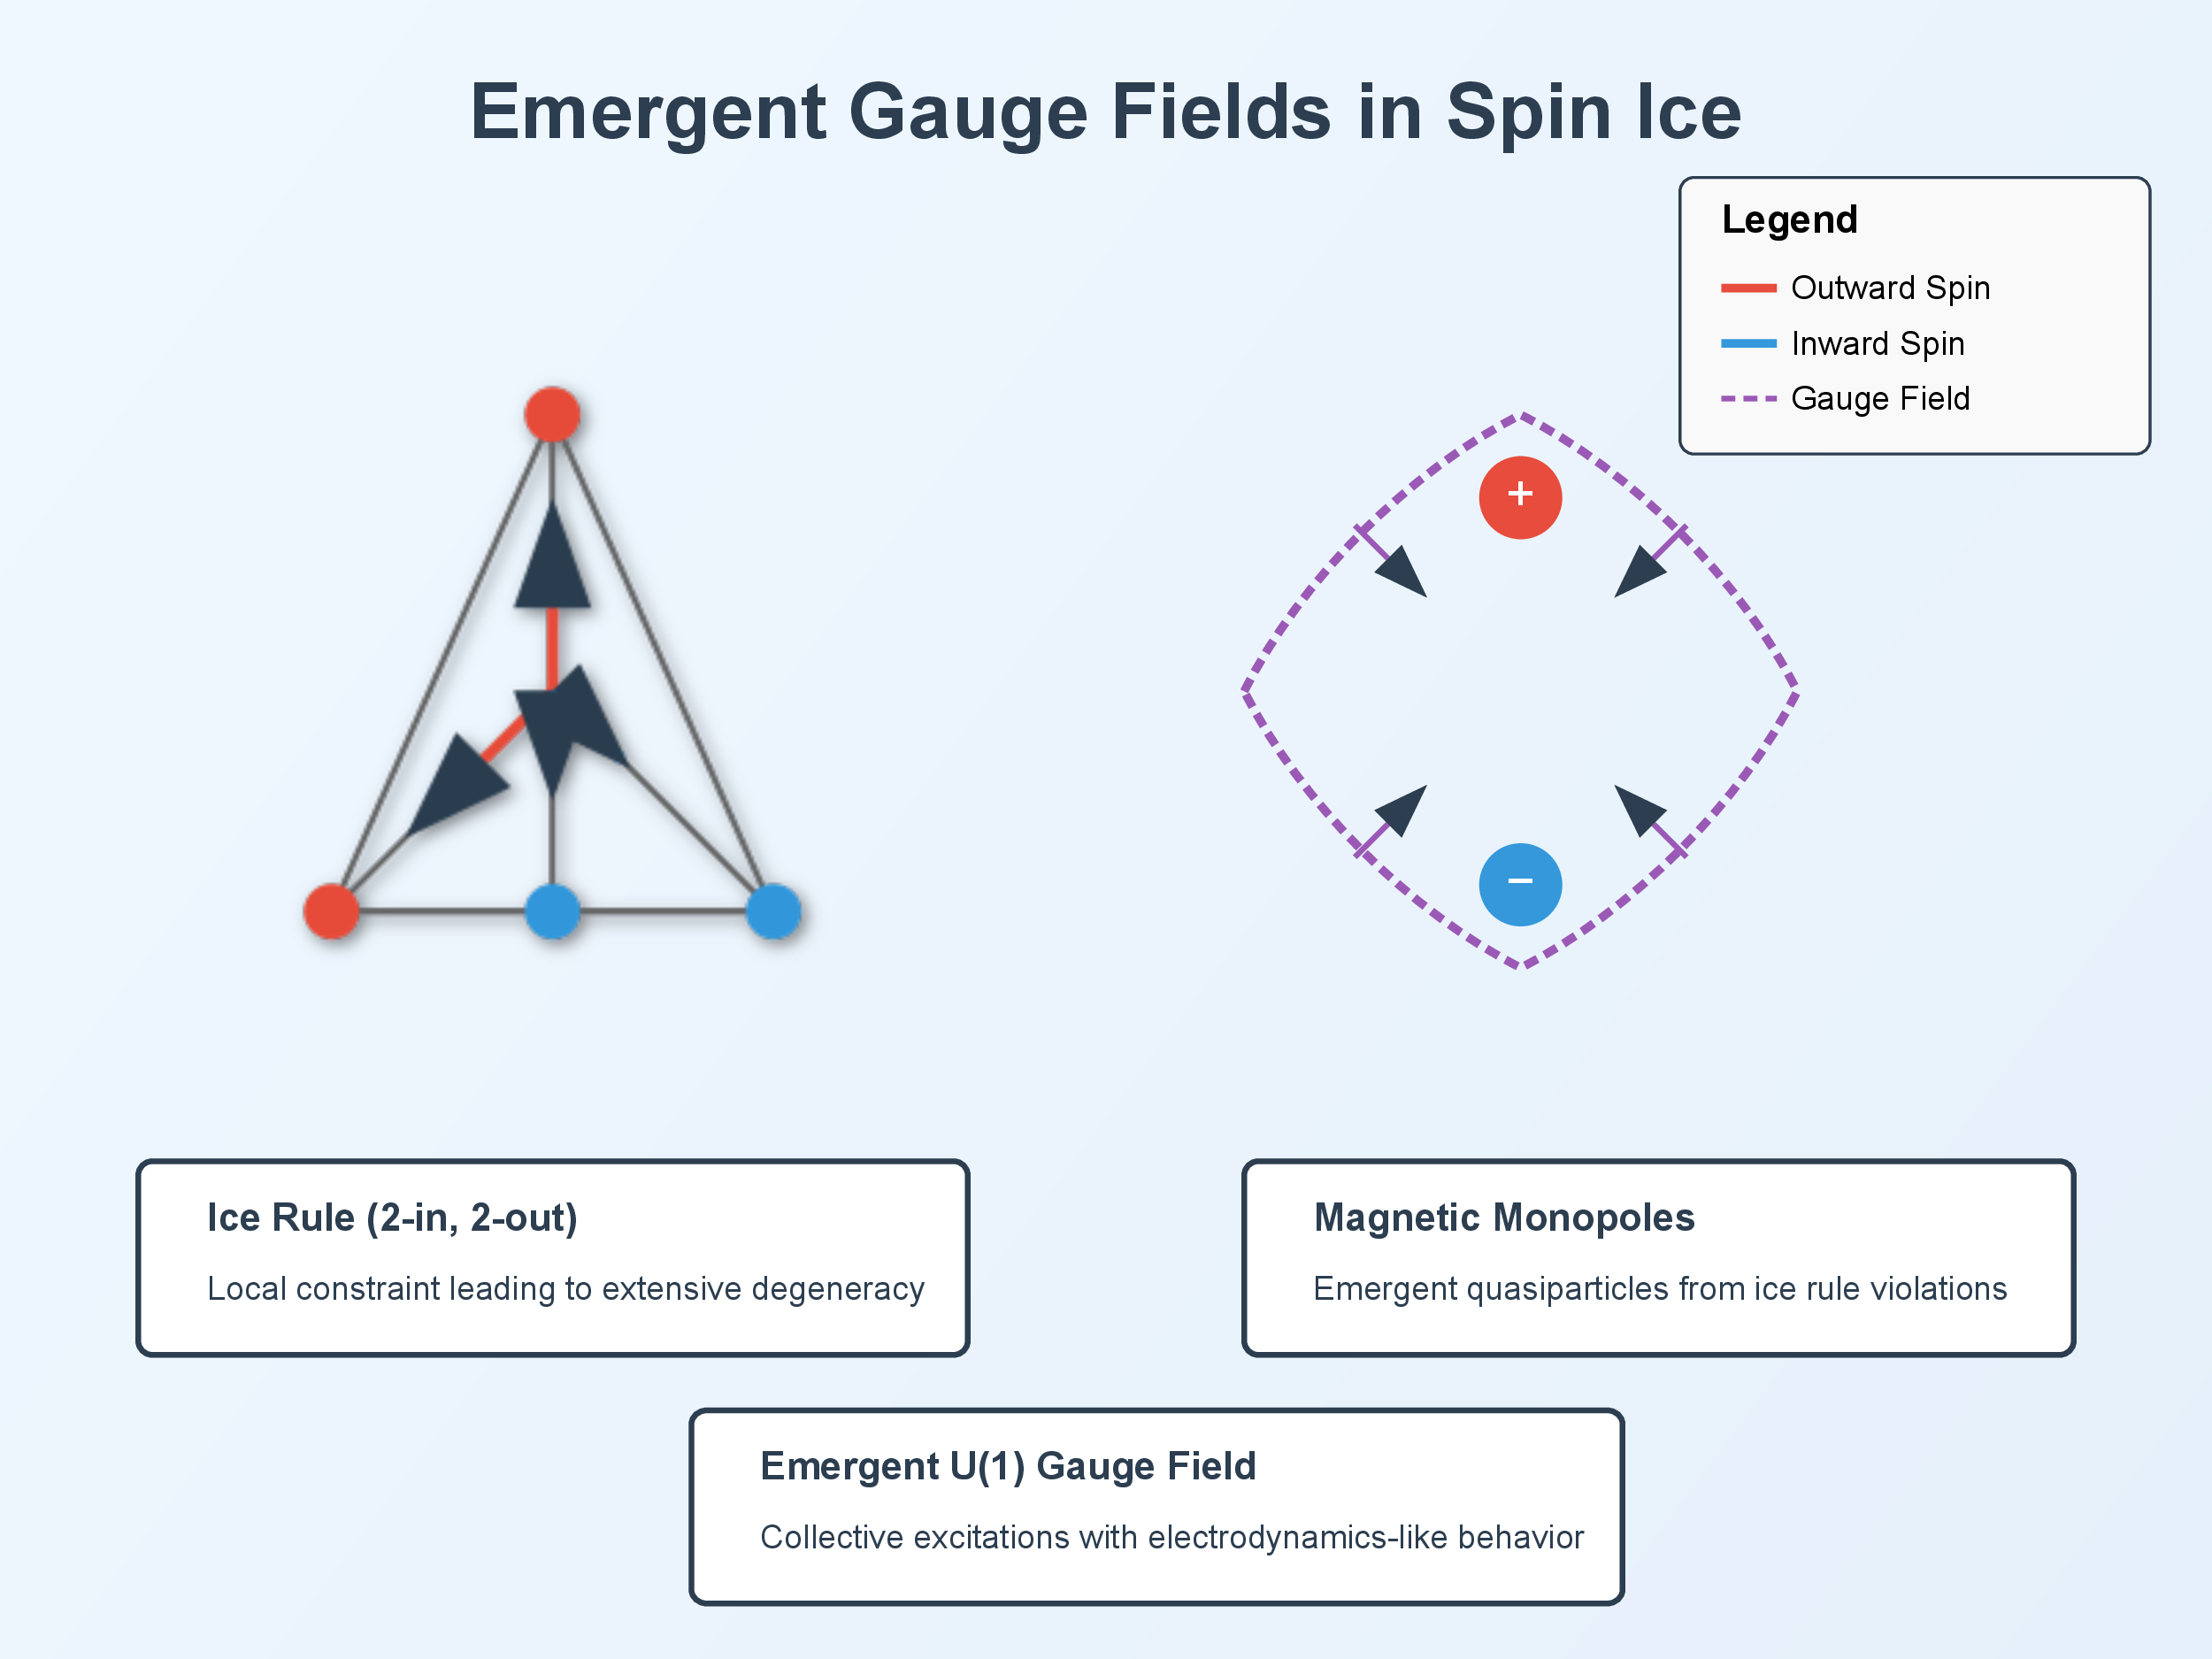 Emergent Gauge Fields in Spin Ice
Legend
Outward Spin
Inward Spin
Gauge Field
+
−
Ice Rule (2-in, 2-out)
Local constraint leading to extensive degeneracy
Magnetic Monopoles
Emergent quasiparticles from ice rule violations
Emergent U(1) Gauge Field
Collective excitations with electrodynamics-like behavior